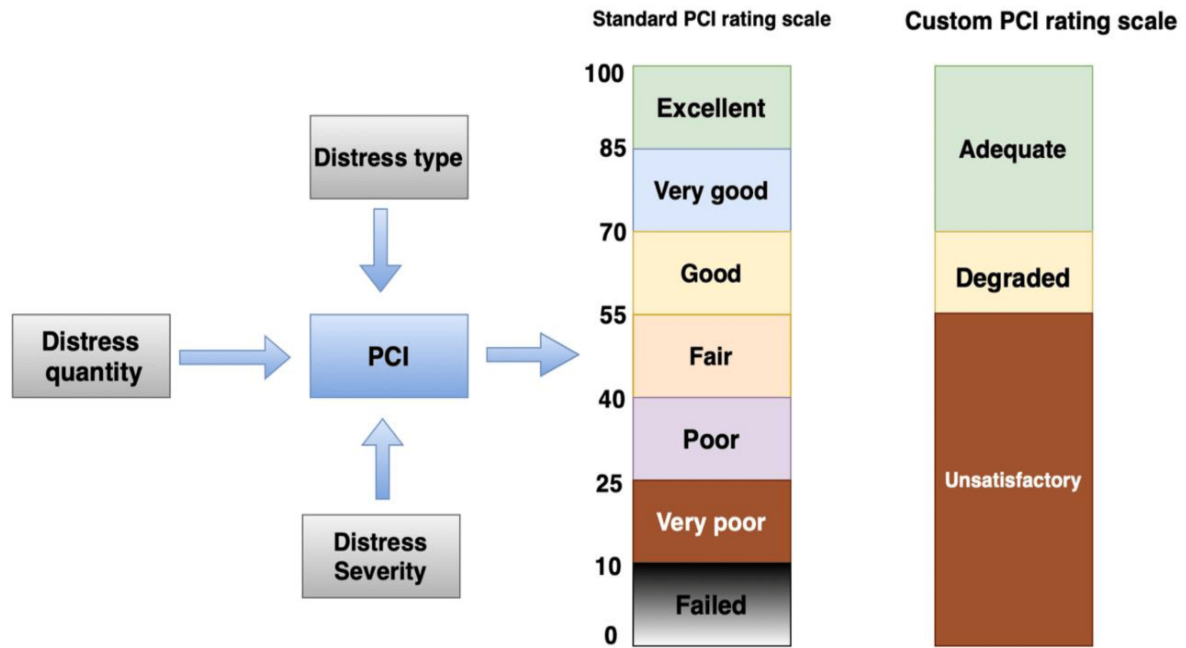 Standard PCI rating scale
Custom PCI rating scale
Distress type
Distress
quantity
PCI
Distress
Severity
100
Excellent
85
Very good
70
Good
55
Fair
40
Poor
25
Very poor
10
Failed
0
Adequate
Degraded
Unsatisfactory